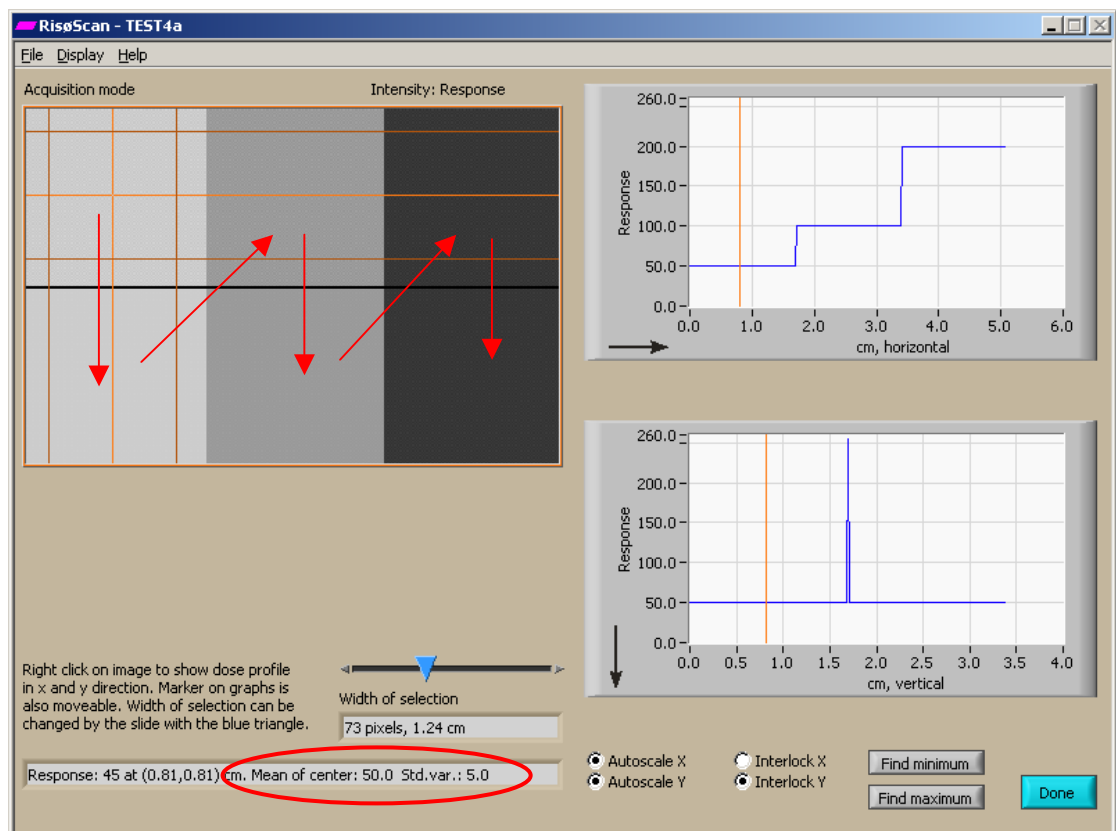 RisøScan - TEST4a
File Display Help
Acquisition mode
Intensity: Response
260.0
200.0
150.0
100.0
50.0
0.0
Response
0.0 1.0 2.0 3.0 4.0 5.0 6.0
cm, horizontal
260.0
200.0
150.0
100.0
50.0
0.0
Response
0.0 0.5 1.0 1.5 2.0 2.5 3.0 3.5 4.0
cm, vertical
Right click on image to show dose profile
in x and y direction. Marker on graphs is
also moveable. Width of selection can be
changed by the slide with the blue triangle.
Width of selection
73 pixels, 1.24 cm
Response: 45 at (0.81,0.81) cm. Mean of center: 50.0 Std.var.: 5.0
Autoscale X
Autoscale Y
Interlock X
Interlock Y
Find minimum
Find maximum
Done